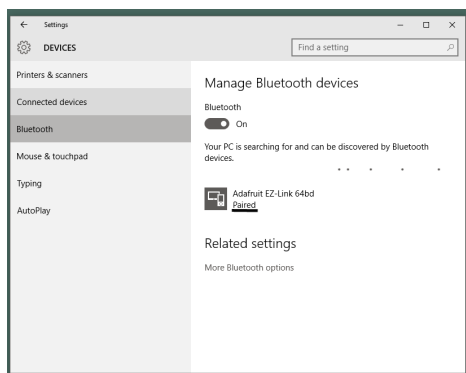 Settings
DEVICES
Find a setting
Printers & scanners
Connected devices
Bluetooth
Mouse & touchpad
Typing
AutoPlay
Manage Bluetooth devices
Bluetooth
On
Your PC is searching for and can be discovered by Bluetooth
devices.
Adafruit EZ-Link 64bd
Paired
Related settings
More Bluetooth options